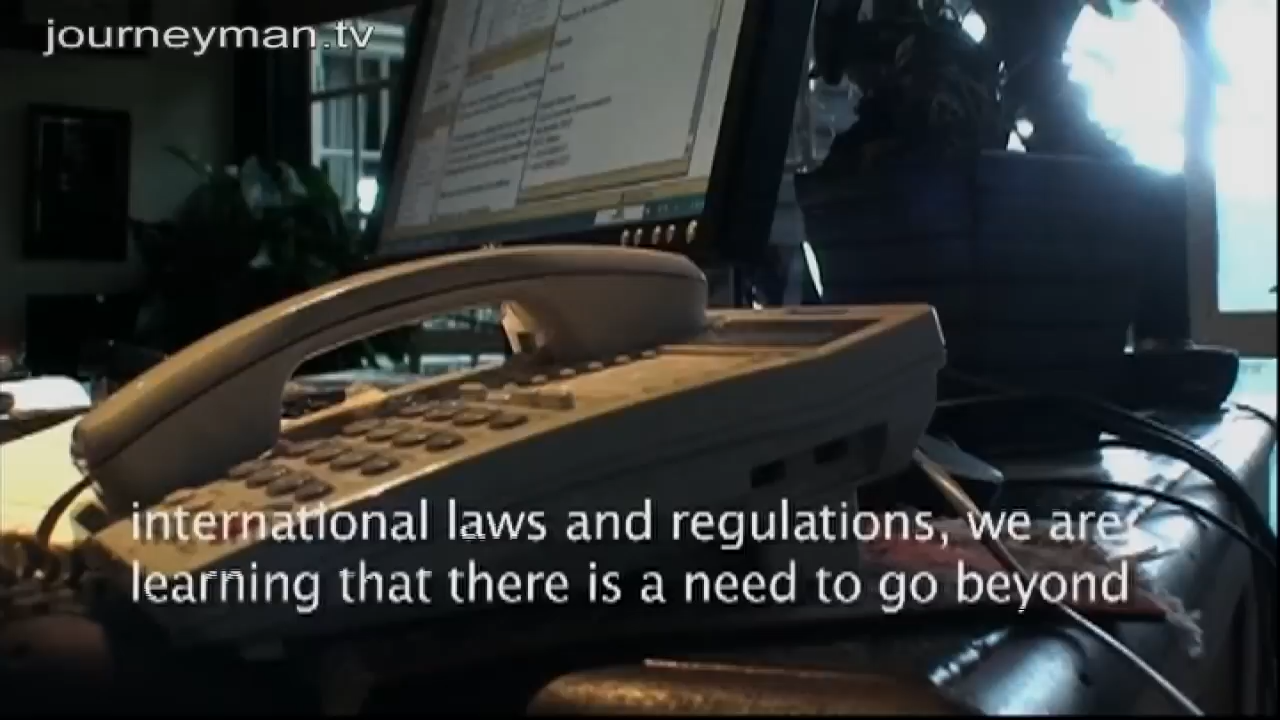 journeyman.tv
international laws and regulations, we are
learning that there is a need to go beyond